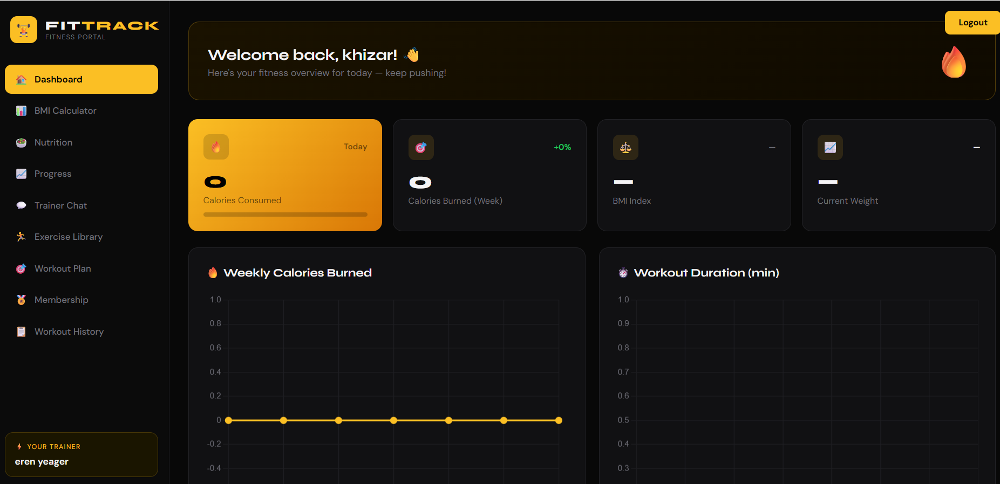 FITTRACK
FITNESS PORTAL
Dashboard
BMI Calculator
Nutrition
Progress
Trainer Chat
Exercise Library
Workout Plan
Membership
Workout History
YOUR TRAINER
eren yeager
Logout
Welcome back, khizar! 👋
Here's your fitness overview for today — keep pushing!
Today
0
Calories Consumed
+0%
0
Calories Burned (Week)
—
—
BMI Index
—
—
Current Weight
Weekly Calories Burned
1.0
0.8
0.6
0.4
0.2
0
-0.2
-0.4
Workout Duration (min)
1.0
0.9
0.8
0.7
0.6
0.5
0.4
0.3